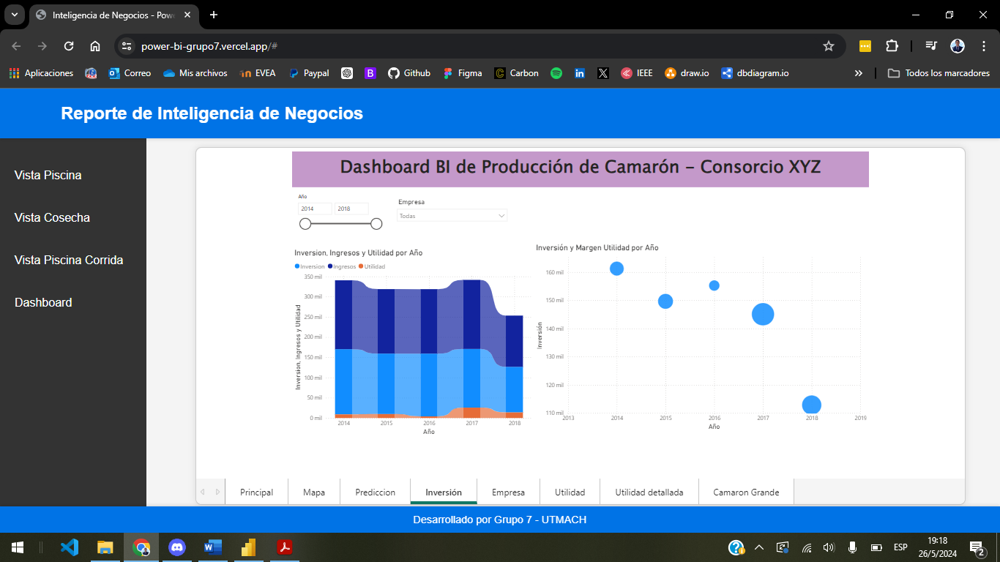 Inteligencia de Negocios - Pow
power-bi-grupo7.vercel.app/#
Aplicaciones Correo Mis archivos EVEA Paypal Github Figma Carbon IEEE draw.io dbdiagram.io » Todos los marcadores
Reporte de Inteligencia de Negocios
Vista Piscina
Vista Cosecha
Vista Piscina Corrida
Dashboard
Dashboard BI de Producción de Camarón - Consorcio XYZ
Año
2014 2018
Empresa
Todas
Inversion, Ingresos y Utilidad por Año
Inversion Ingresos Utilidad
Inversion, Ingresos y Utilidad
350 mil
300 mil
250 mil
200 mil
150 mil
100 mil
50 mil
0 mil
2014 2015 2016 2017 2018
Año
Inversión y Margen Utilidad por Año
Inversión
160 mil
150 mil
140 mil
130 mil
120 mil
110 mil
2013 2014 2015 2016 2017 2018 2019
Año
Principal Mapa Prediccion Inversión Empresa Utilidad Utilidad detallada Camaron Grande
Desarrollado por Grupo 7 - UTMACH
ESP
19:18
26/5/2024
2